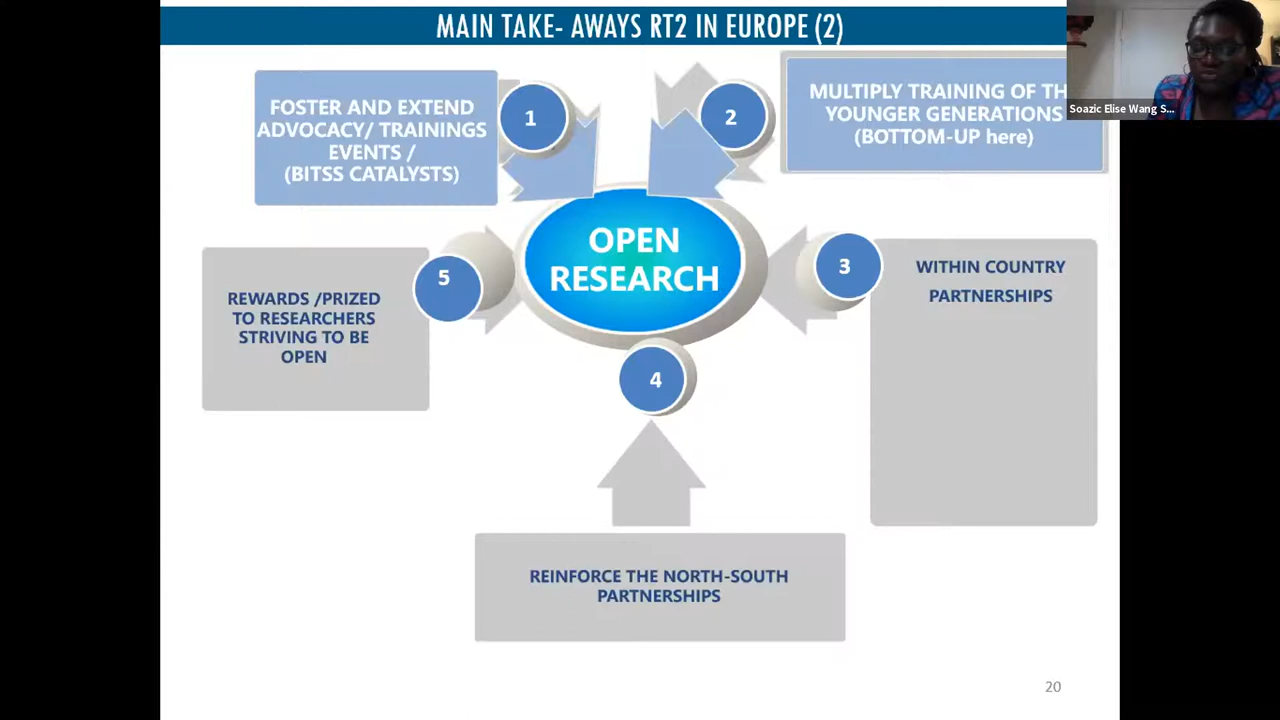 MAIN TAKE- AWAYS RT2 IN EUROPE (2)
Soazic Elise Wang S...
1
FOSTER AND EXTEND
ADVOCACY/ TRAININGS
EVENTS /
(BITSS CATALYSTS)
2
MULTIPLY TRAINING OF TH
YOUNGER GENERATIONS
(BOTTOM-UP here)
OPEN
RESEARCH
3
WITHIN COUNTRY
PARTNERSHIPS
4
REINFORCE THE NORTH-SOUTH
PARTNERSHIPS
5
REWARDS /PRIZED
TO RESEARCHERS
STRIVING TO BE
OPEN
20